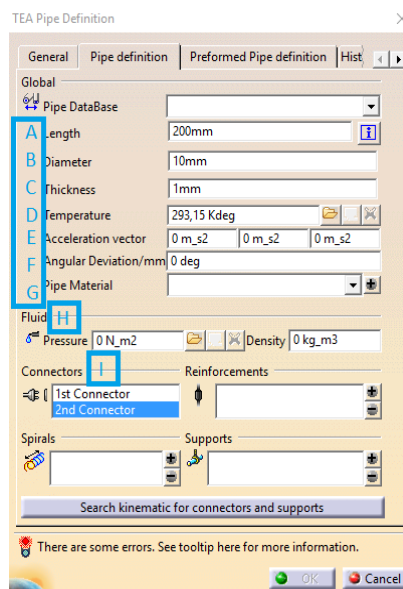 TEA Pipe Definition
General Pipe definition Preformed Pipe definition Hist
Global
Pipe DataBase
A Length 200mm
B Diameter 10mm
C Thickness 1mm
D Temperature 293,15 Kdeg
E Acceleration vector 0 m_s2 0 m_s2 0 m_s2
F Angular Deviation/mm 0 deg
G Pipe Material
Fluid H
Pressure 0 N_m2 Density 0 kg_m3
Connectors I Reinforcements
1st Connector
2nd Connector
Spirals Supports
Search kinematic for connectors and supports
There are some errors. See tooltip here for more information.
OK Cancel